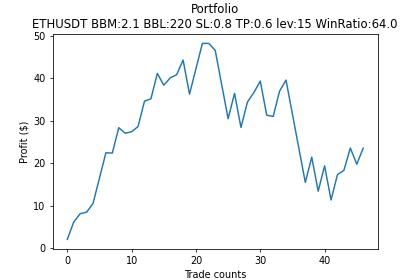 Portfolio
ETHUSDT BBM:2.1 BBL:220 SL:0.8 TP:0.6 lev:15 WinRatio:64.0
50
40
30
20
10
0
Profit ($)
0 10 20 30 40
Trade counts